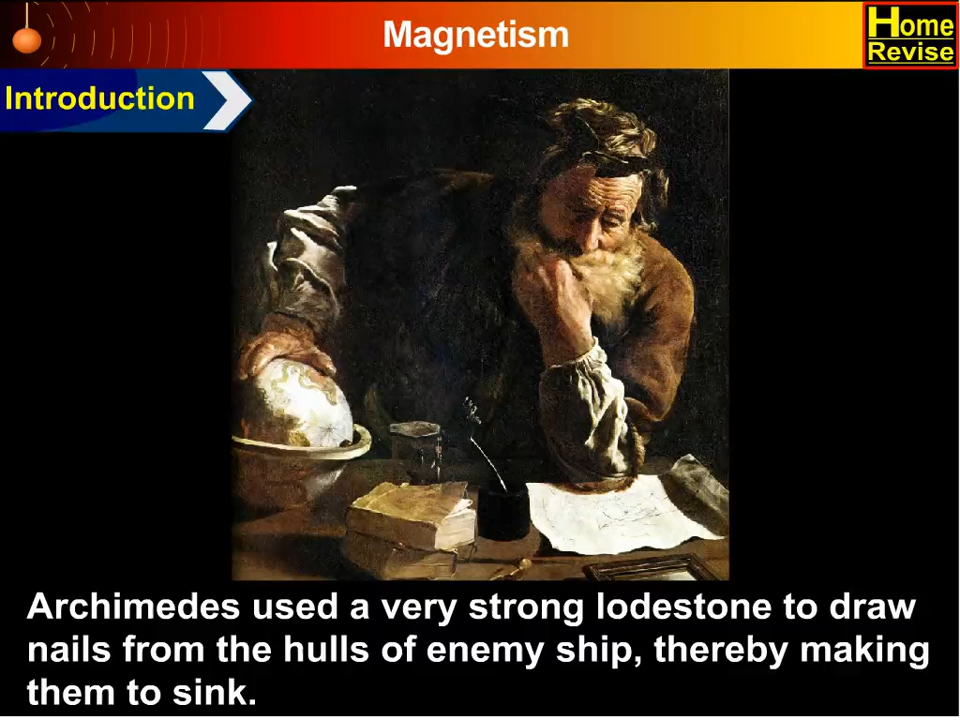 Magnetism
Home
Revise
Introduction
Archimedes used a very strong lodestone to draw
nails from the hulls of enemy ship, thereby making
them to sink.